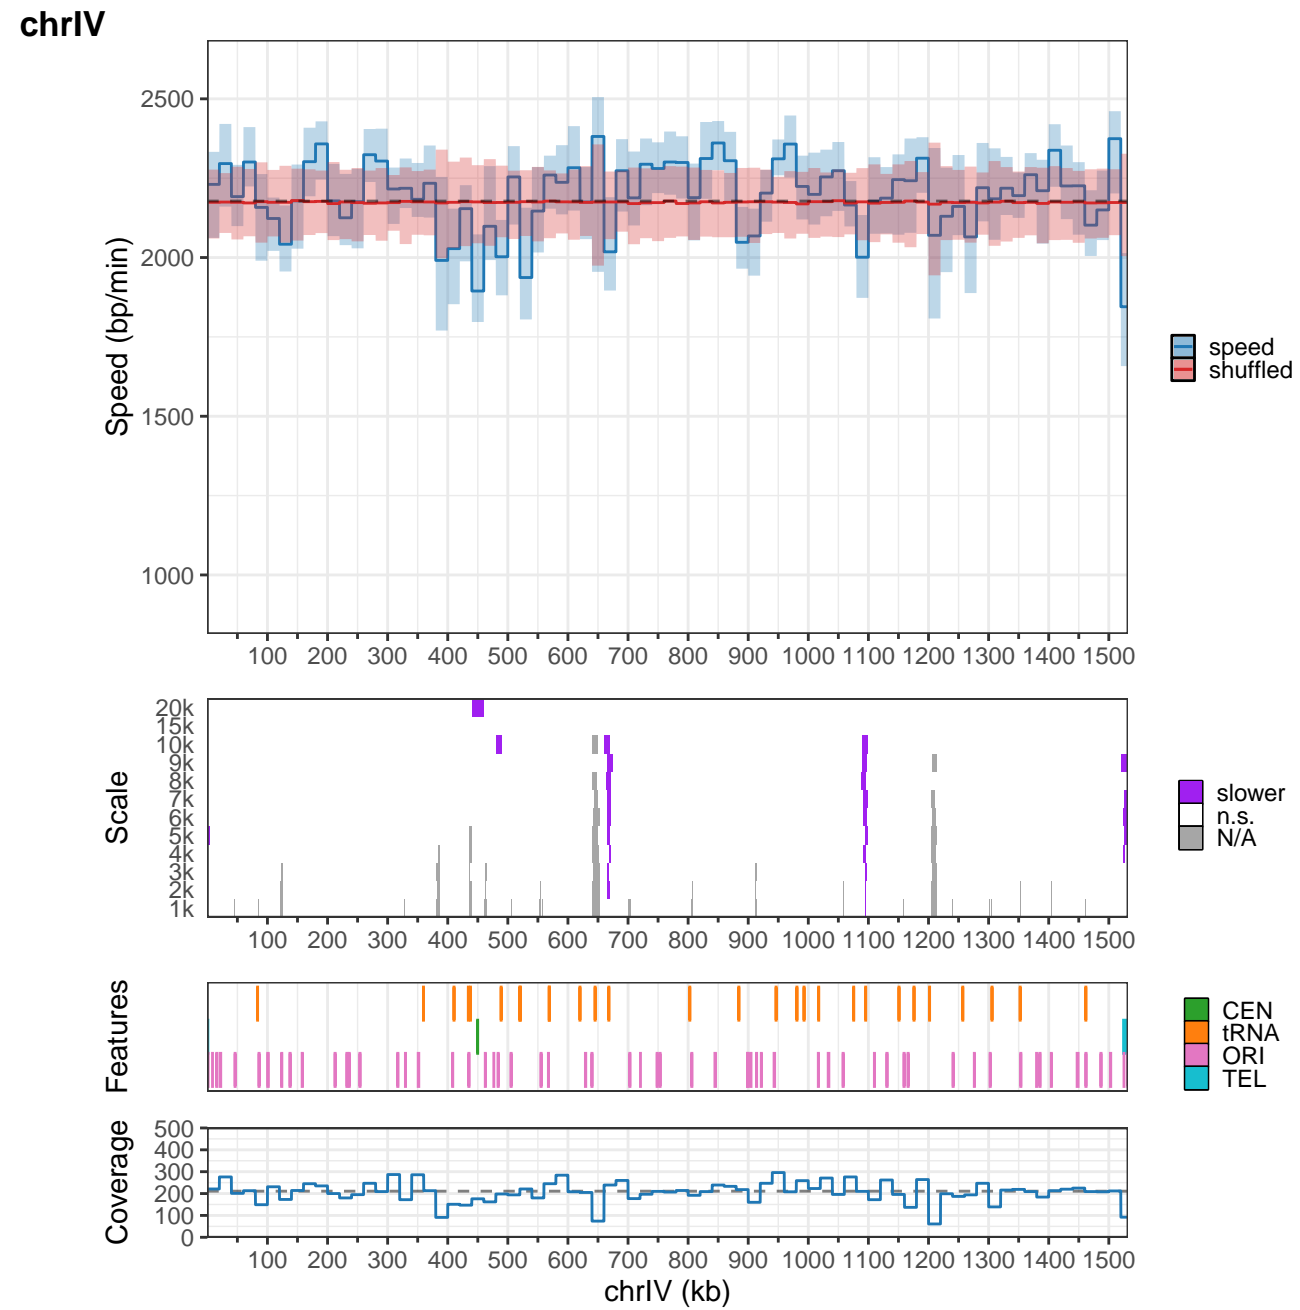 chrIV
Speed (bp/min)
2500
2000
1500
1000
100 200 300 400 500 600 700 800 900 1000 1100 1200 1300 1400 1500
speed
shuffled
Scale
20k
15k
10k
9k
8k
7k
6k
5k
4k
3k
2k
1k
100 200 300 400 500 600 700 800 900 1000 1100 1200 1300 1400 1500
slower
n.s.
N/A
Features
CEN
tRNA
ORI
TEL
Coverage
500
400
300
200
100
0
100 200 300 400 500 600 700 800 900 1000 1100 1200 1300 1400 1500
chrIV (kb)